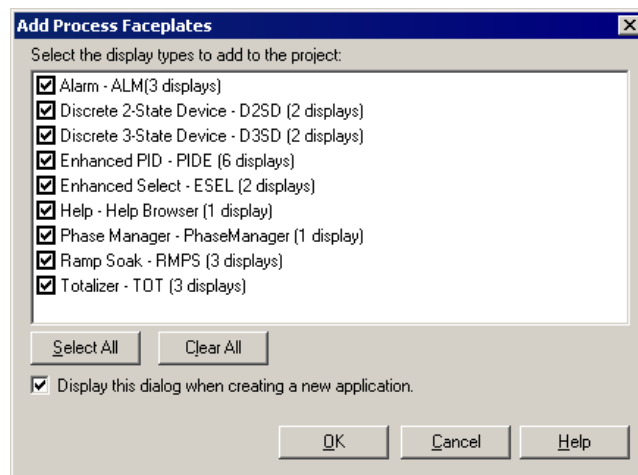 Add Process Faceplates
Select the display types to add to the project:
Alarm - ALM(3 displays)
Discrete 2-State Device - D2SD (2 displays)
Discrete 3-State Device - D3SD (2 displays)
Enhanced PID - PIDE (6 displays)
Enhanced Select - ESEL (2 displays)
Help - Help Browser (1 display)
Phase Manager - PhaseManager (1 display)
Ramp Soak - RMPS (3 displays)
Totalizer - TOT (3 displays)
Select All Clear All
Display this dialog when creating a new application.
OK Cancel Help